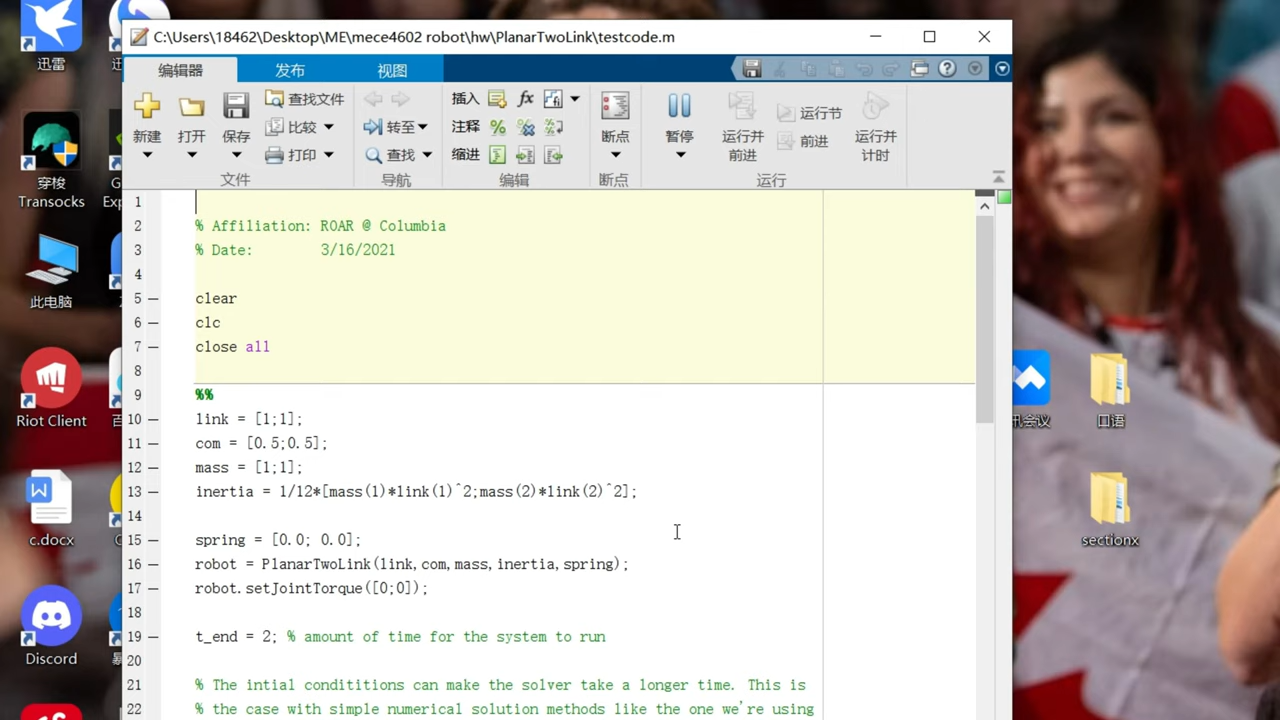 C:\Users\18462\Desktop\ME\mece4602 robot\hw\PlanarTwoLink\testcode.m
编辑器 发布 视图
新建 打开 保存
查找文件
比较
打印
文件
转至
查找
导航
插入
注释
缩进
编辑
断点
断点
暂停
运行并
前进
运行节
前进
运行并
计时
运行
1
2 % Affiliation: ROAR @ Columbia
3 % Date: 3/16/2021
4
5 clear
6 clc
7 close all
8
9 %%
10 link = [1;1];
11 com = [0.5;0.5];
12 mass = [1;1];
13 inertia = 1/12*[mass(1)*link(1)^2;mass(2)*link(2)^2];
14
15 spring = [0.0; 0.0];
16 robot = PlanarTwoLink(link,com,mass,inertia,spring);
17 robot.setJointTorque([0;0]);
18
19 t_end = 2; % amount of time for the system to run
20
21 % The intial condititions can make the solver take a longer time. This is
22 % the case with simple numerical solution methods like the one we're using
迅雷
穿梭
Transocks
此电脑
Riot Client
c.docx
Discord
讯会议
口语
sectionx